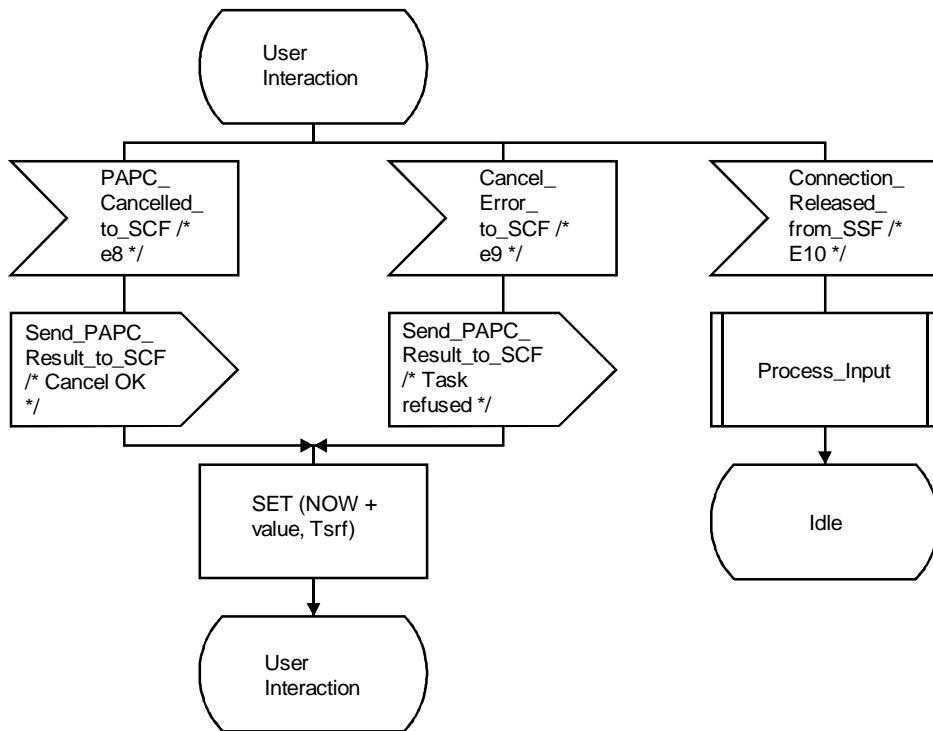 User
Interaction
PAPC_
Cancelled_
to_SCF /*
e8 */
Cancel_
Error_
to_SCF /*
e9 */
Connection_
Released_
from_SSF /*
E10 */
Send_PAPC_
Result_to_SCF
/* Cancel OK
*/
Send_PAPC_
Result_to_SCF
/* Task
refused */
Process_Input
SET (NOW +
value, Tsrf)
Idle
User
Interaction